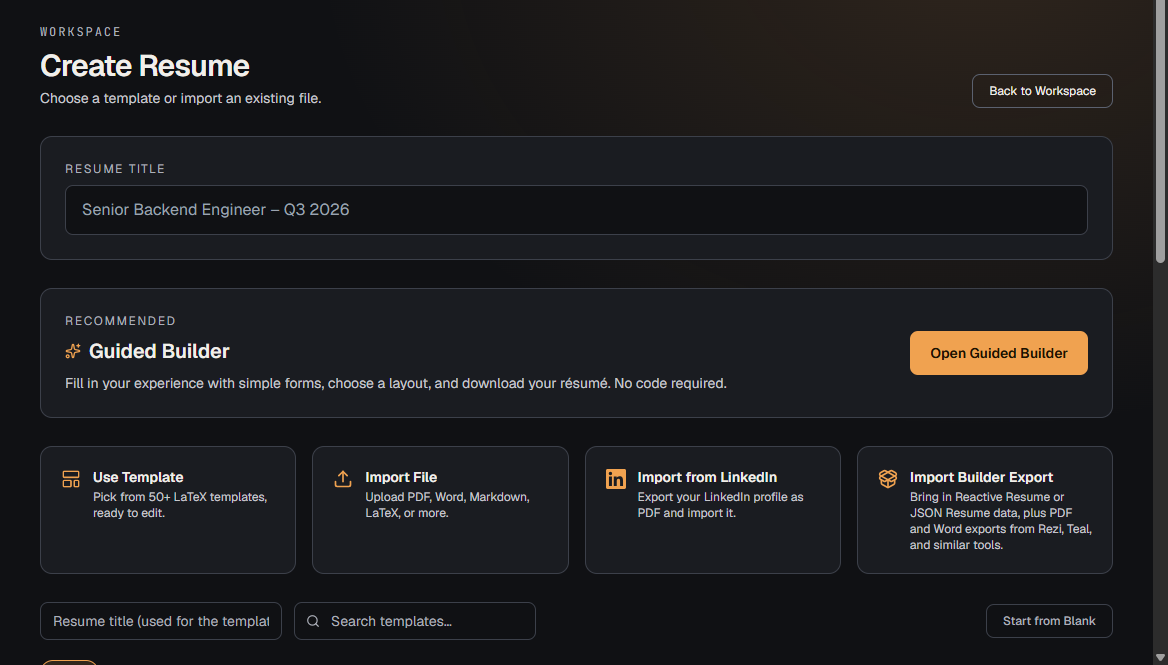 WORKSPACE
Create Resume
Choose a template or import an existing file.
Back to Workspace
RESUME TITLE
Senior Backend Engineer – Q3 2026
RECOMMENDED
Guided Builder
Fill in your experience with simple forms, choose a layout, and download your résumé. No code required.
Open Guided Builder
Use Template
Pick from 50+ LaTeX templates,
ready to edit.
Import File
Upload PDF, Word, Markdown,
LaTeX, or more.
Import from LinkedIn
Export your LinkedIn profile as
PDF and import it.
Import Builder Export
Bring in Reactive Resume or
JSON Resume data, plus PDF
and Word exports from Rezi, Teal,
and similar tools.
Resume title (used for the templat
Search templates...
Start from Blank